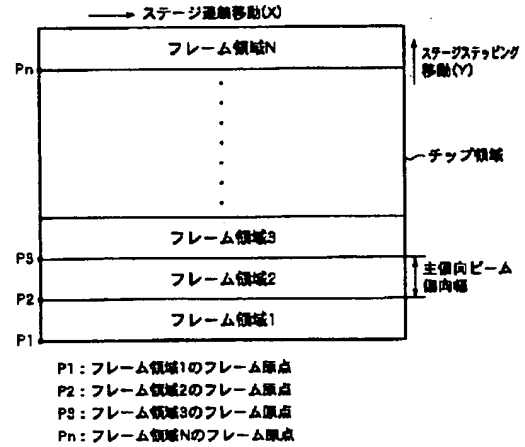 ステージ連続移動(X)
フレーム領域N
ステージステッピング
移動(Y)
Pn
チップ領域
フレーム領域3
P3
フレーム領域2
主偏向ビーム
偏向幅
P2
フレーム領域1
P1
P1:フレーム領域1のフレーム原点
P2:フレーム領域2のフレーム原点
P3:フレーム領域3のフレーム原点
Pn:フレーム領域Nのフレーム原点